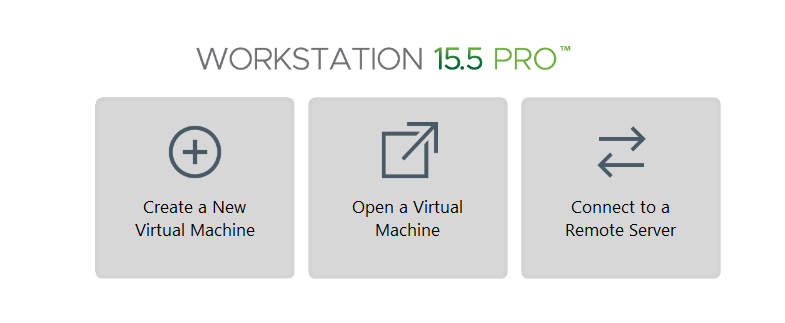 WORKSTATION 15.5 PRO™
Create a New
Virtual Machine
Open a Virtual
Machine
Connect to a
Remote Server